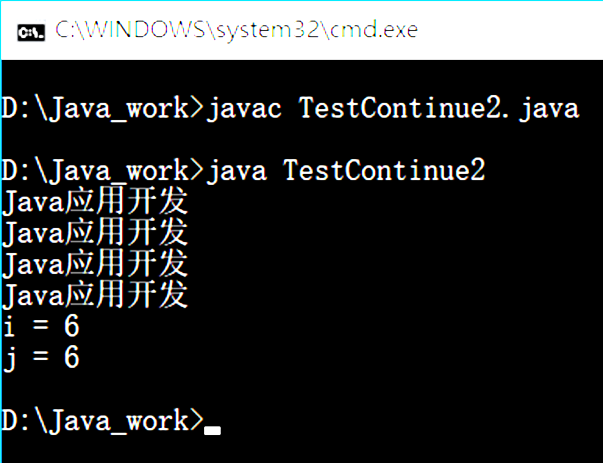 C:\WINDOWS\system32\cmd.exe
D:\Java_work>javac TestContinue2.java
D:\Java_work>java TestContinue2
Java应用开发
Java应用开发
Java应用开发
Java应用开发
i = 6
j = 6
D:\Java_work>